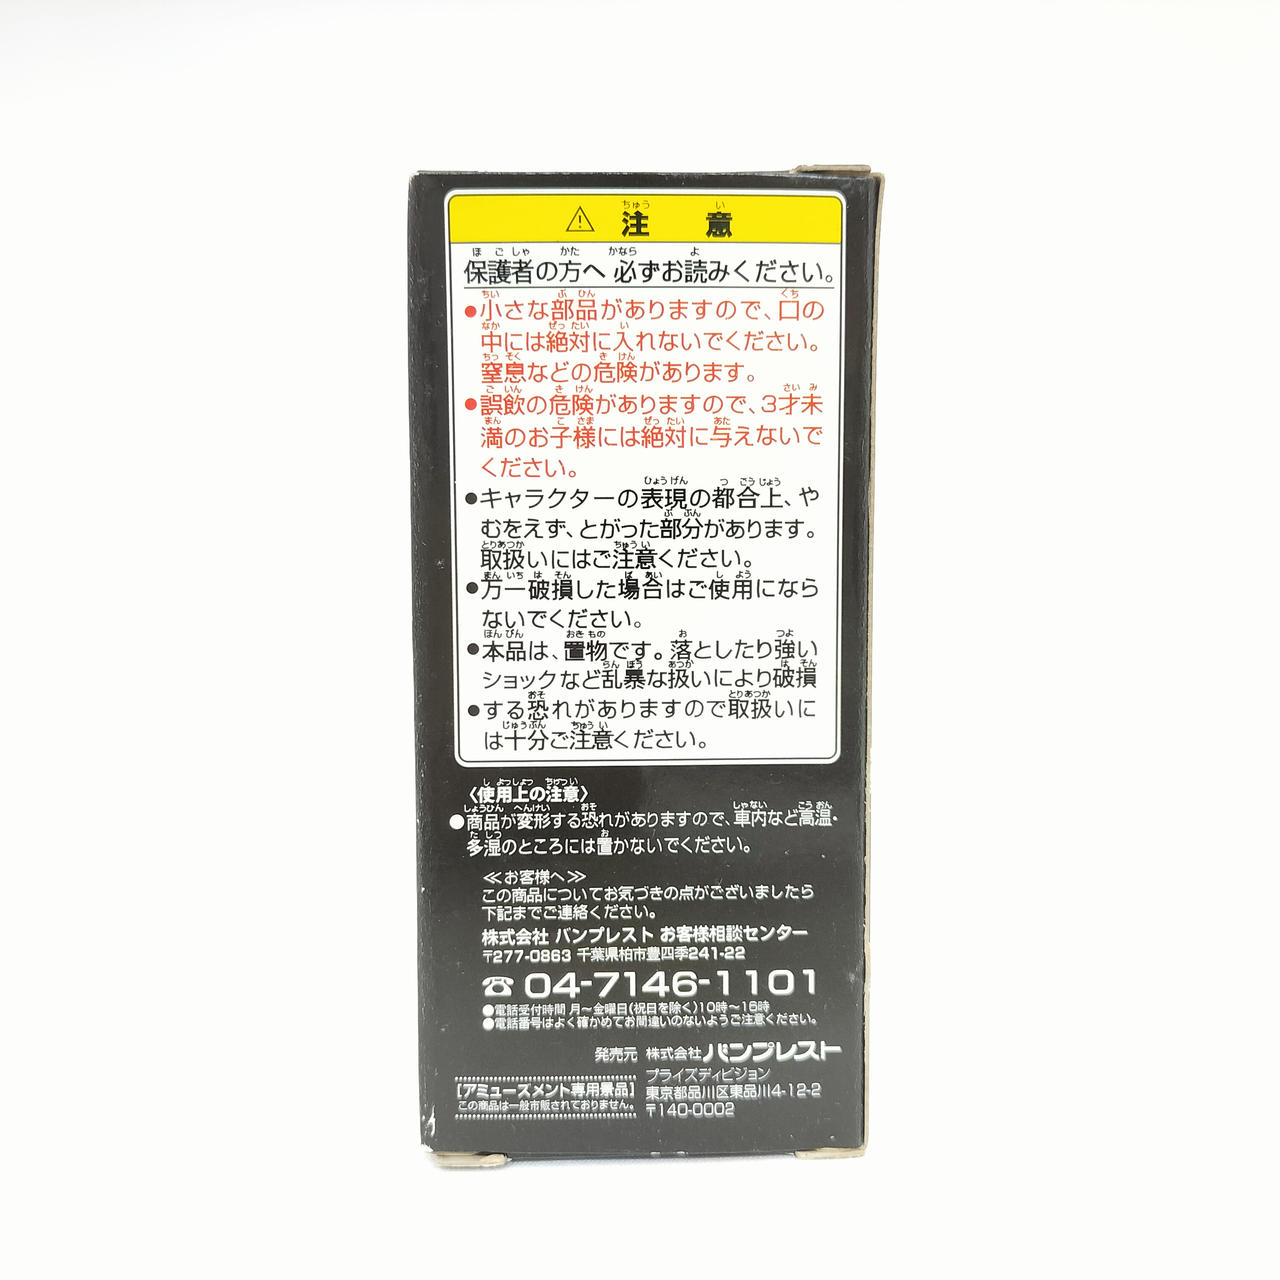 ⚠ 注意
保護者の方へ 必ずお読みください。
●小さな部品がありますので、口の
中には絶対に入れないでください。
窒息などの危険があります。
●誤飲の危険がありますので、3才未
満のお子様には絶対に与えないで
ください。
●キャラクターの表現の都合上、や
むをえず、とがった部分があります。
取扱いにはご注意ください。
●万一破損した場合はご使用になら
ないでください。
●本品は、置物です。落としたり強い
ショックなど乱暴な扱いにより破損
●する恐れがありますので取扱いに
は十分ご注意ください。
〈使用上の注意〉
●商品が変形する恐れがありますので、車内など高温・
多湿のところには置かないでください。
≪お客様へ≫
この商品についてお気づきの点がございましたら
下記までご連絡ください。
株式会社 バンプレスト お客様相談センター
〒277-0863 千葉県柏市豊四季241-22
☎ 04-7146-1101
●電話受付時間 月〜金曜日(祝日を除く)10時〜16時
●電話番号はよく確かめてお間違いのないようご注意ください。
発売元 株式会社 バンプレスト
プライズディビジョン
東京都品川区東品川4-12-2
〒140-0002
【アミューズメント専用景品】
この商品は一般市販されておりません。